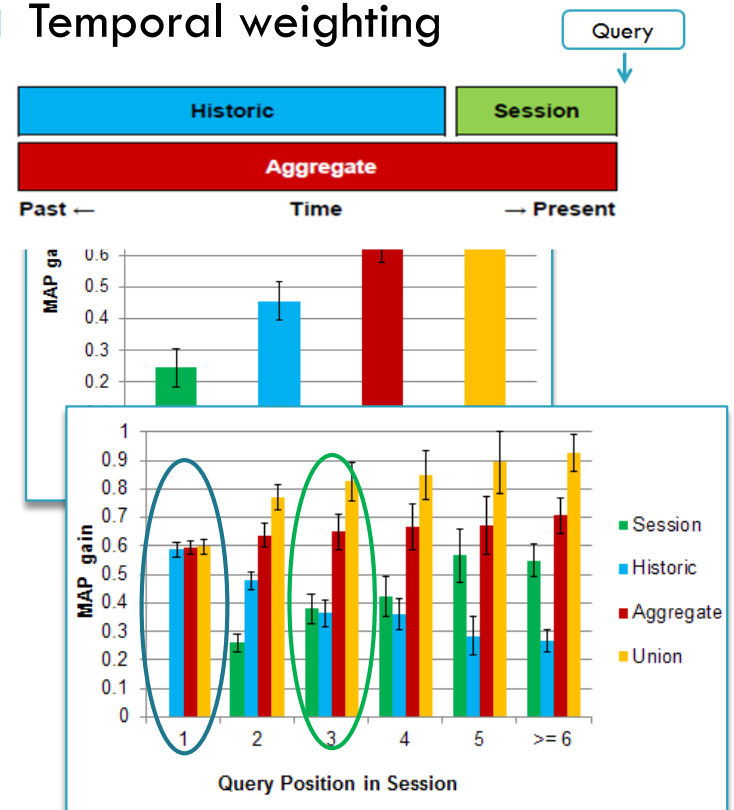 Temporal weighting
Query
Historic
Session
Aggregate
Past ←
Time
→ Present
MAP ga
0.6
0.5
0.4
0.3
0.2
MAP gain
1
0.9
0.8
0.7
0.6
0.5
0.4
0.3
0.2
0.1
0
1 2 3 4 5 >= 6
Query Position in Session
Session
Historic
Aggregate
Union